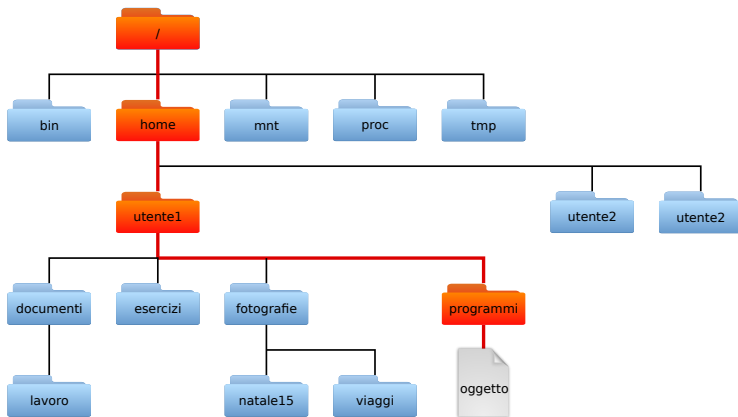 /
bin
home
mnt
proc
tmp
utente1
utente2
utente2
documenti
esercizi
fotografie
programmi
lavoro
natale15
viaggi
oggetto